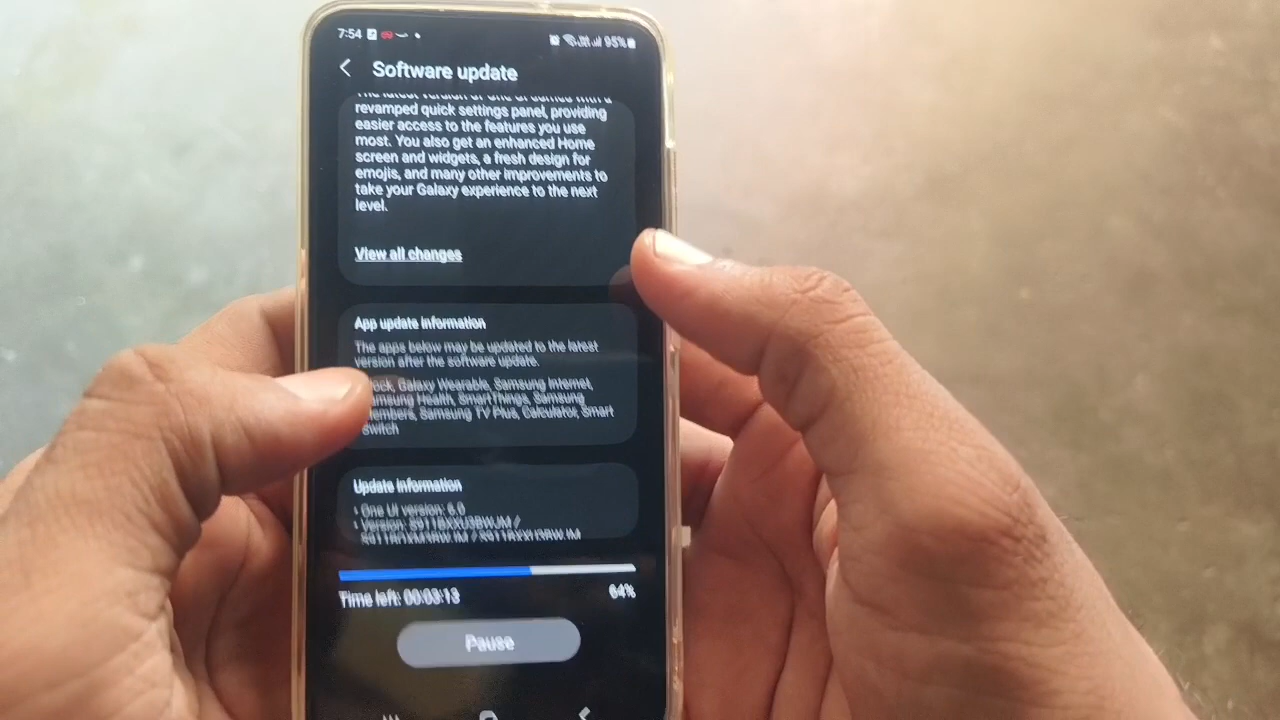 7:54
95%
Software update
revamped quick settings panel, providing
easier access to the features you use
most. You also get an enhanced Home
screen and widgets, a fresh design for
emojis, and many other improvements to
take your Galaxy experience to the next
level.
View all changes
App update information
The apps below may be updated to the latest
version after the software update.
Galaxy Wearable, Samsung Internet,
Health, SmartThings, Samsung
Samsung TV Plus, Calculator, Smart
Switch
Update information
One UI version: 6.0
Version:
Time left: 00:03:13
64%
Pause